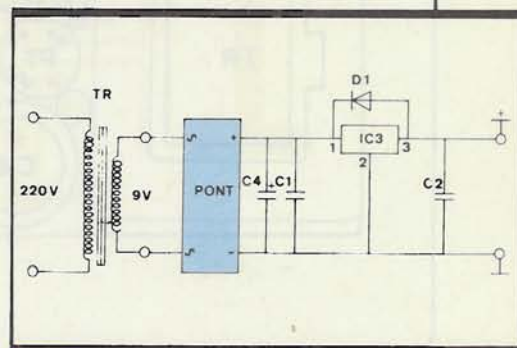 TR
D1
220V
9V
PONT
~
+
~
-
C4
+
C1
1
IC3
3
2
C2
+